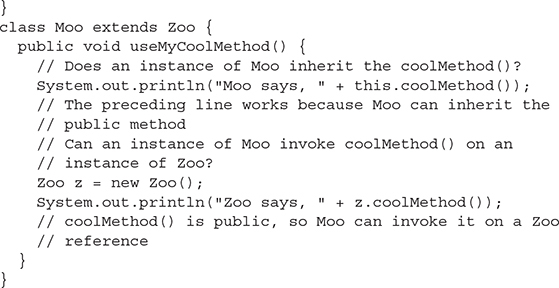 }
class Moo extends Zoo {
  public void useMyCoolMethod() {
    // Does an instance of Moo inherit the coolMethod()?
    System.out.println("Moo says, " + this.coolMethod());
    // The preceding line works because Moo can inherit the
    // public method
    // Can an instance of Moo invoke coolMethod() on an
    // instance of Zoo?
    Zoo z = new Zoo();
    System.out.println("Zoo says, " + z.coolMethod());
    // coolMethod() is public, so Moo can invoke it on a Zoo
    // reference
  }
}